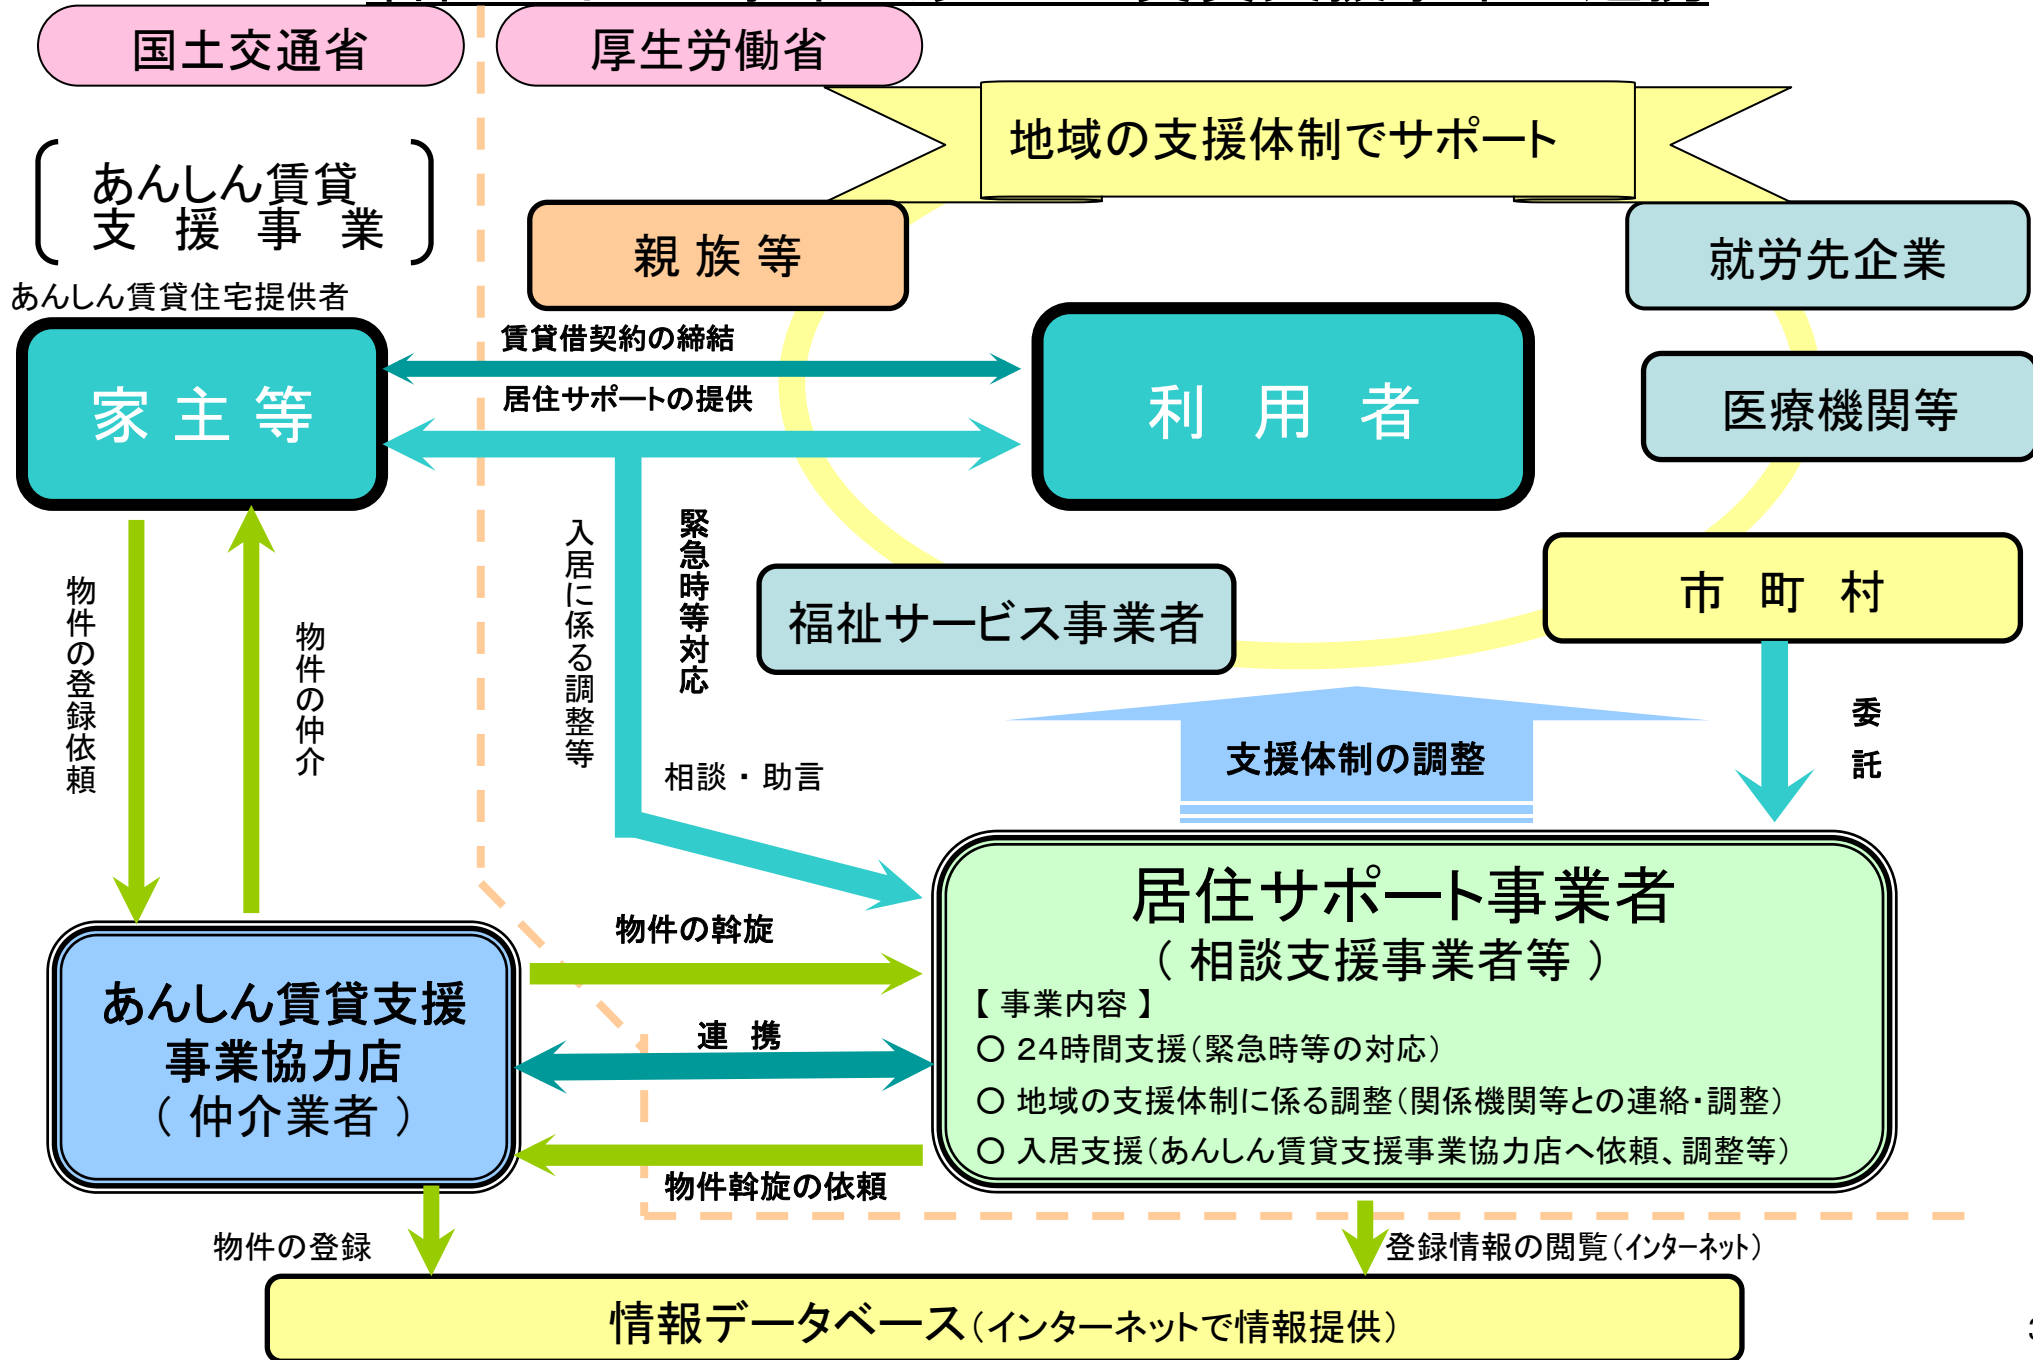 国土交通省
厚生労働省
地域の支援体制でサポート
あんしん賃貸
支援事業
あんしん賃貸住宅提供者
親族等
就労先企業
賃貸借契約の締結
家主等
居住サポートの提供
利用者
医療機関等
物件の登録依頼
物件の仲介
入居に係る調整等
緊急時等対応
福祉サービス事業者
市町村
相談・助言
支援体制の調整
委託
居住サポート事業者
(相談支援事業者等)
【事業内容】
○ 24時間支援(緊急時等の対応)
○ 地域の支援体制に係る調整(関係機関等との連絡・調整)
○ 入居支援(あんしん賃貸支援事業協力店へ依頼、調整等)
物件の斡旋
あんしん賃貸支援
事業協力店
(仲介業者)
連携
物件斡旋の依頼
物件の登録
登録情報の閲覧(インターネット)
情報データベース(インターネットで情報提供)